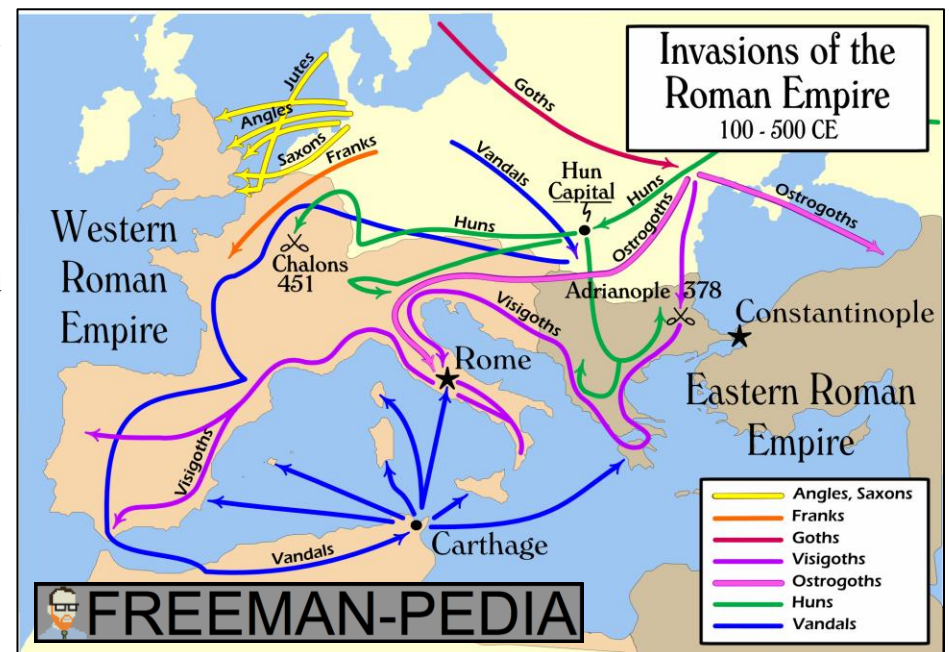 Invasions of the
Roman Empire
100 - 500 CE
Jutes
Angles
Saxons
Franks
Goths
Vandals
Hun
Capital
Huns
Ostrogoths
Ostrogoths
Huns
Western
Roman
Empire
Chalons
451
Adrianople 378
Visigoths
Constantinople
Rome
Eastern Roman
Empire
Visigoths
Vandals
Carthage
Angles, Saxons
Franks
Goths
Visigoths
Ostrogoths
Huns
Vandals
FREEMAN-PEDIA